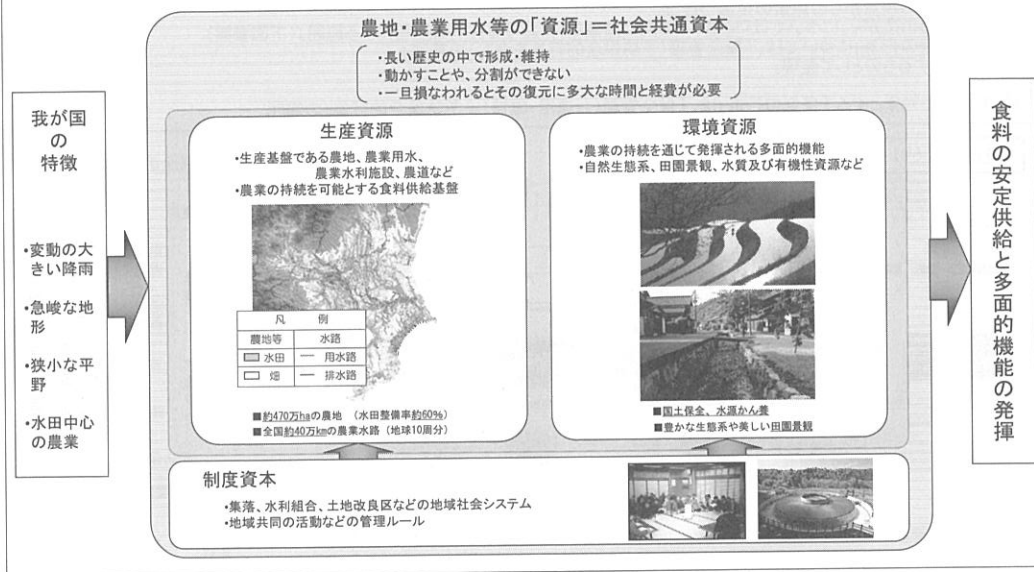 農地・農業用水等の「資源」=社会共通資本
・長い歴史の中で形成・維持
・動かすことや、分割ができない
・一旦損なわれるとその復元に多大な時間と経費が必要
我が国
の
特徴
・変動の大
きい降雨
・急峻な地
形
・狭小な平
野
・水田中心
の農業
生産資源
・生産基盤である農地、農業用水、
農業水利施設、農道など
・農業の持続を可能とする食料供給基盤
凡 例
農地等 水路
水田 ― 用水路
畑 ― 排水路
■約470万haの農地 (水田整備率約60%)
■全国約40万kmの農業水路(地球10周分)
環境資源
・農業の持続を通じて発揮される多面的機能
・自然生態系、田園景観、水質及び有機性資源など
■国土保全、水源かん養
■豊かな生態系や美しい田園景観
制度資本
・集落、水利組合、土地改良区などの地域社会システム
・地域共同の活動などの管理ルール
食料の安定供給と多面的機能の発揮